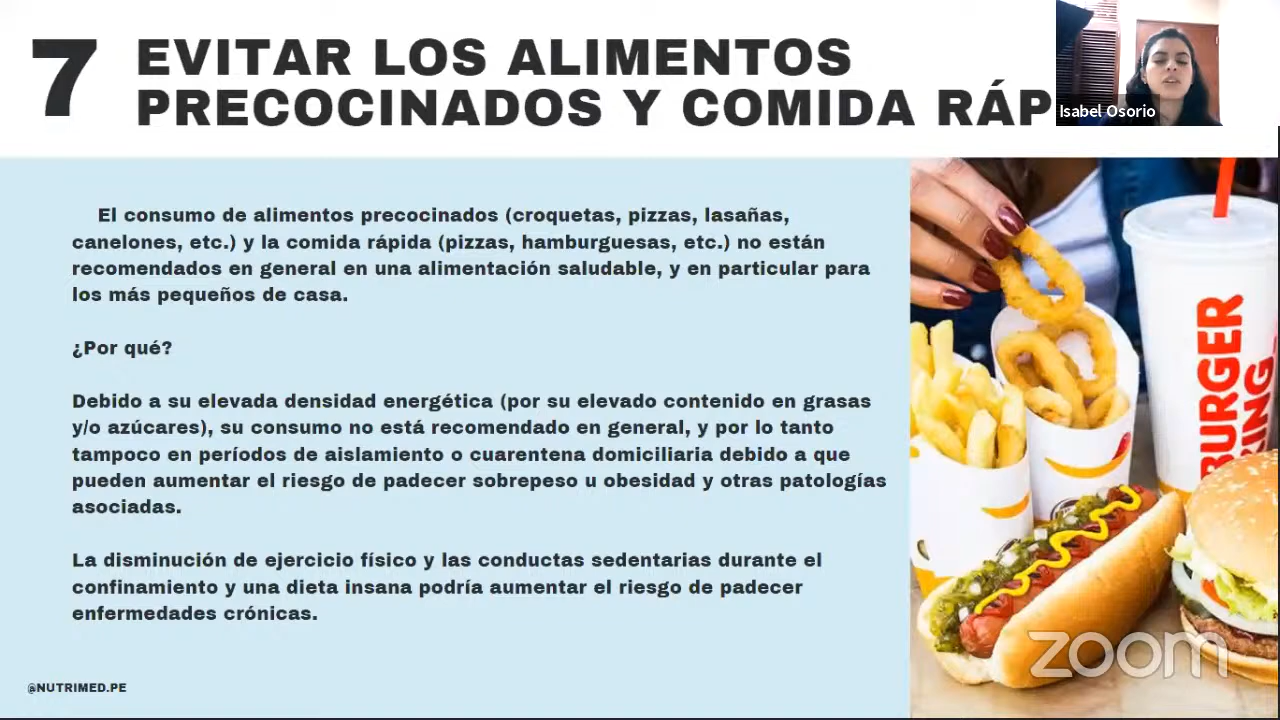 7
EVITAR LOS ALIMENTOS
PRECOCINADOS Y COMIDA RÁP
Isabel Osorio
El consumo de alimentos precocinados (croquetas, pizzas, lasañas,
canelones, etc.) y la comida rápida (pizzas, hamburguesas, etc.) no están
recomendados en general en una alimentación saludable, y en particular para
los más pequeños de casa.
¿Por qué?
Debido a su elevada densidad energética (por su elevado contenido en grasas
y/o azúcares), su consumo no está recomendado en general, y por lo tanto
tampoco en períodos de aislamiento o cuarentena domiciliaria debido a que
pueden aumentar el riesgo de padecer sobrepeso u obesidad y otras patologías
asociadas.
La disminución de ejercicio físico y las conductas sedentarias durante el
confinamiento y una dieta insana podría aumentar el riesgo de padecer
enfermedades crónicas.
BURGER
ING
zoom
@NUTRIMED.PE